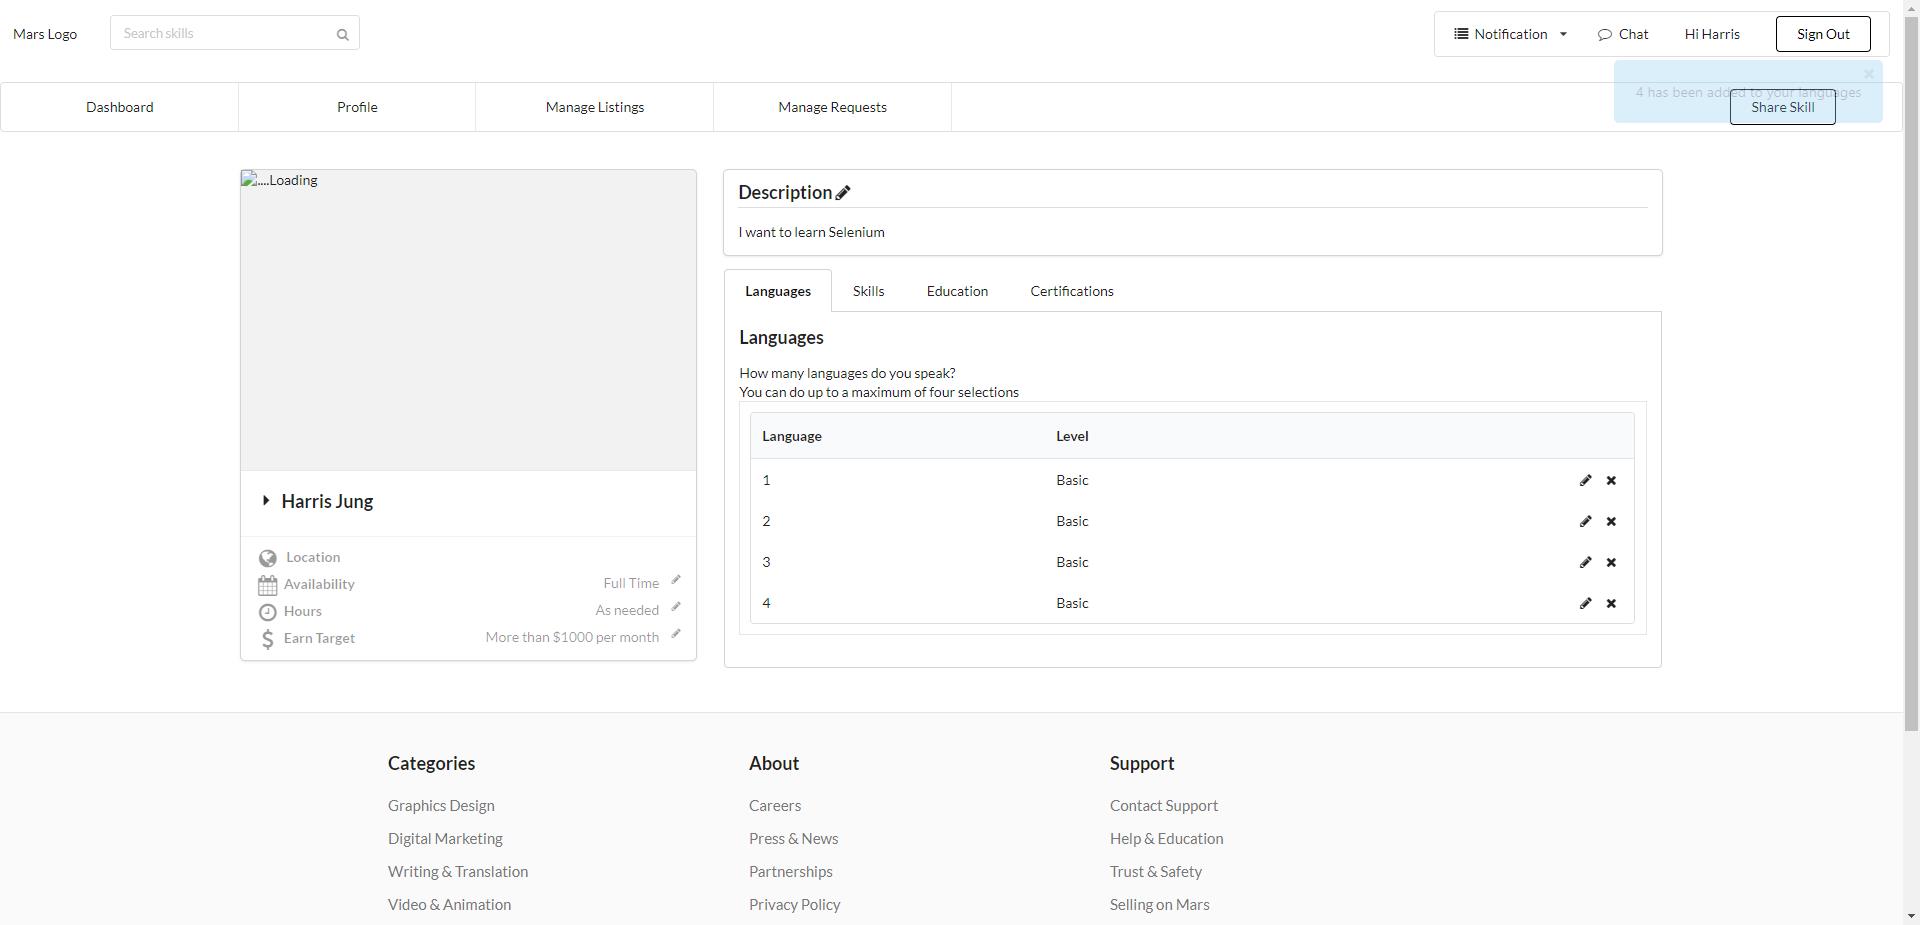 Mars Logo
Search skills
Notification
Chat
Hi Harris
Sign Out
4 has been added to your languages
Dashboard
Profile
Manage Listings
Manage Requests
Share Skill
....Loading
Harris Jung
Location
Availability
Full Time
Hours
As needed
Earn Target
More than $1000 per month
Description
I want to learn Selenium
Languages
Skills
Education
Certifications
Languages
How many languages do you speak?
You can do up to a maximum of four selections
Language Level
1 Basic
2 Basic
3 Basic
4 Basic
Categories
Graphics Design
Digital Marketing
Writing & Translation
Video & Animation
About
Careers
Press & News
Partnerships
Privacy Policy
Support
Contact Support
Help & Education
Trust & Safety
Selling on Mars